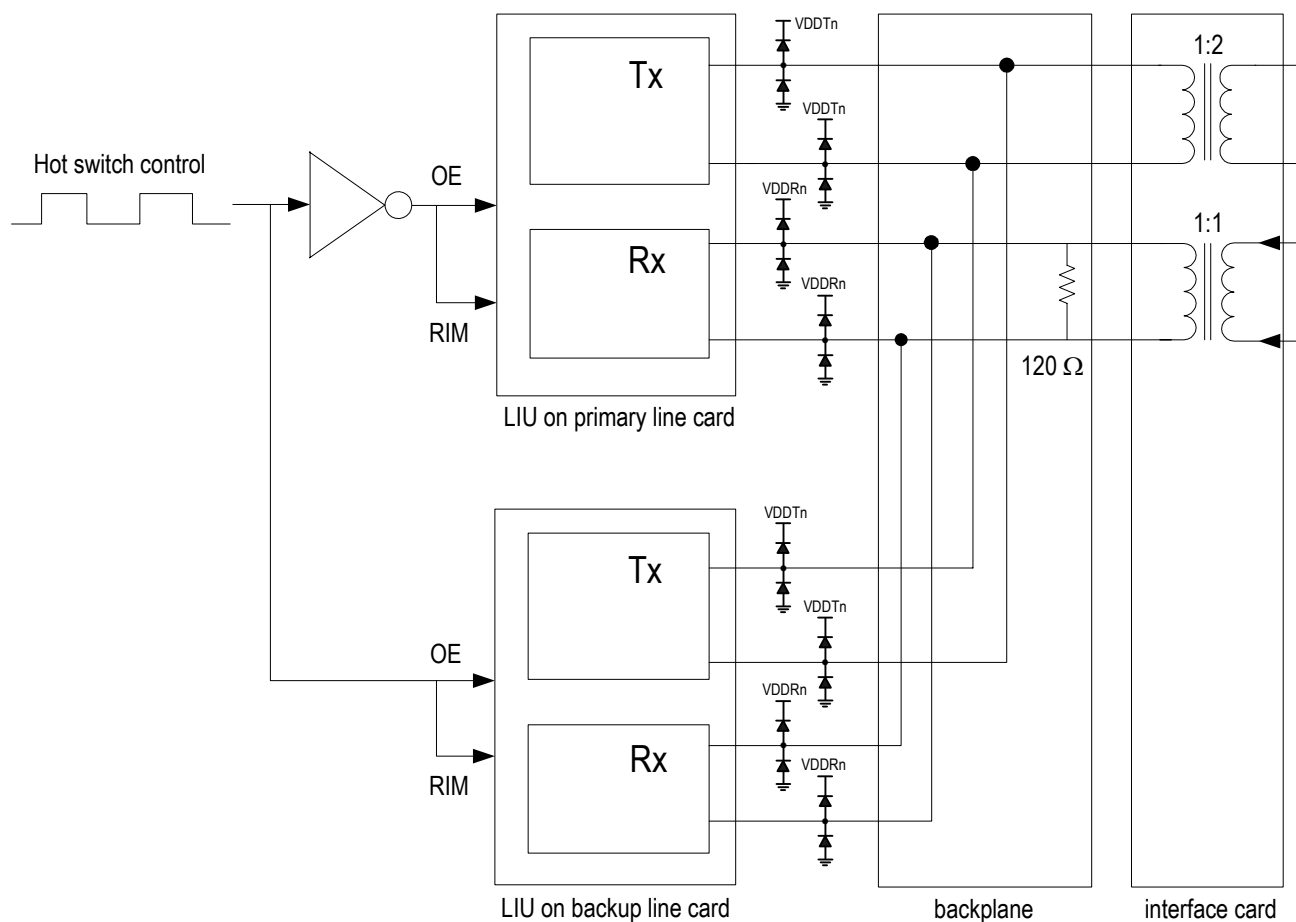 VDDTn
1:2
Tx
VDDTn
Hot switch control
OE
VDDRn
1:1
Rx
VDDRn
RIM
120 Ω
LIU on primary line card
VDDTn
Tx
VDDTn
OE
VDDRn
Rx
VDDRn
RIM
LIU on backup line card
backplane
interface card